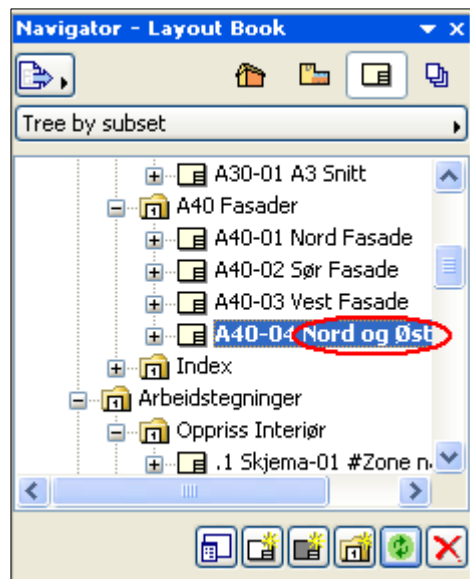 Navigator - Layout Book
Tree by subset
A30-01 A3 Snitt
A40 Fasader
A40-01 Nord Fasade
A40-02 Sør Fasade
A40-03 Vest Fasade
A40-04 Nord og Øst
Index
Arbeidstegninger
Oppriss Interiør
.1 Skjema-01 #Zone n